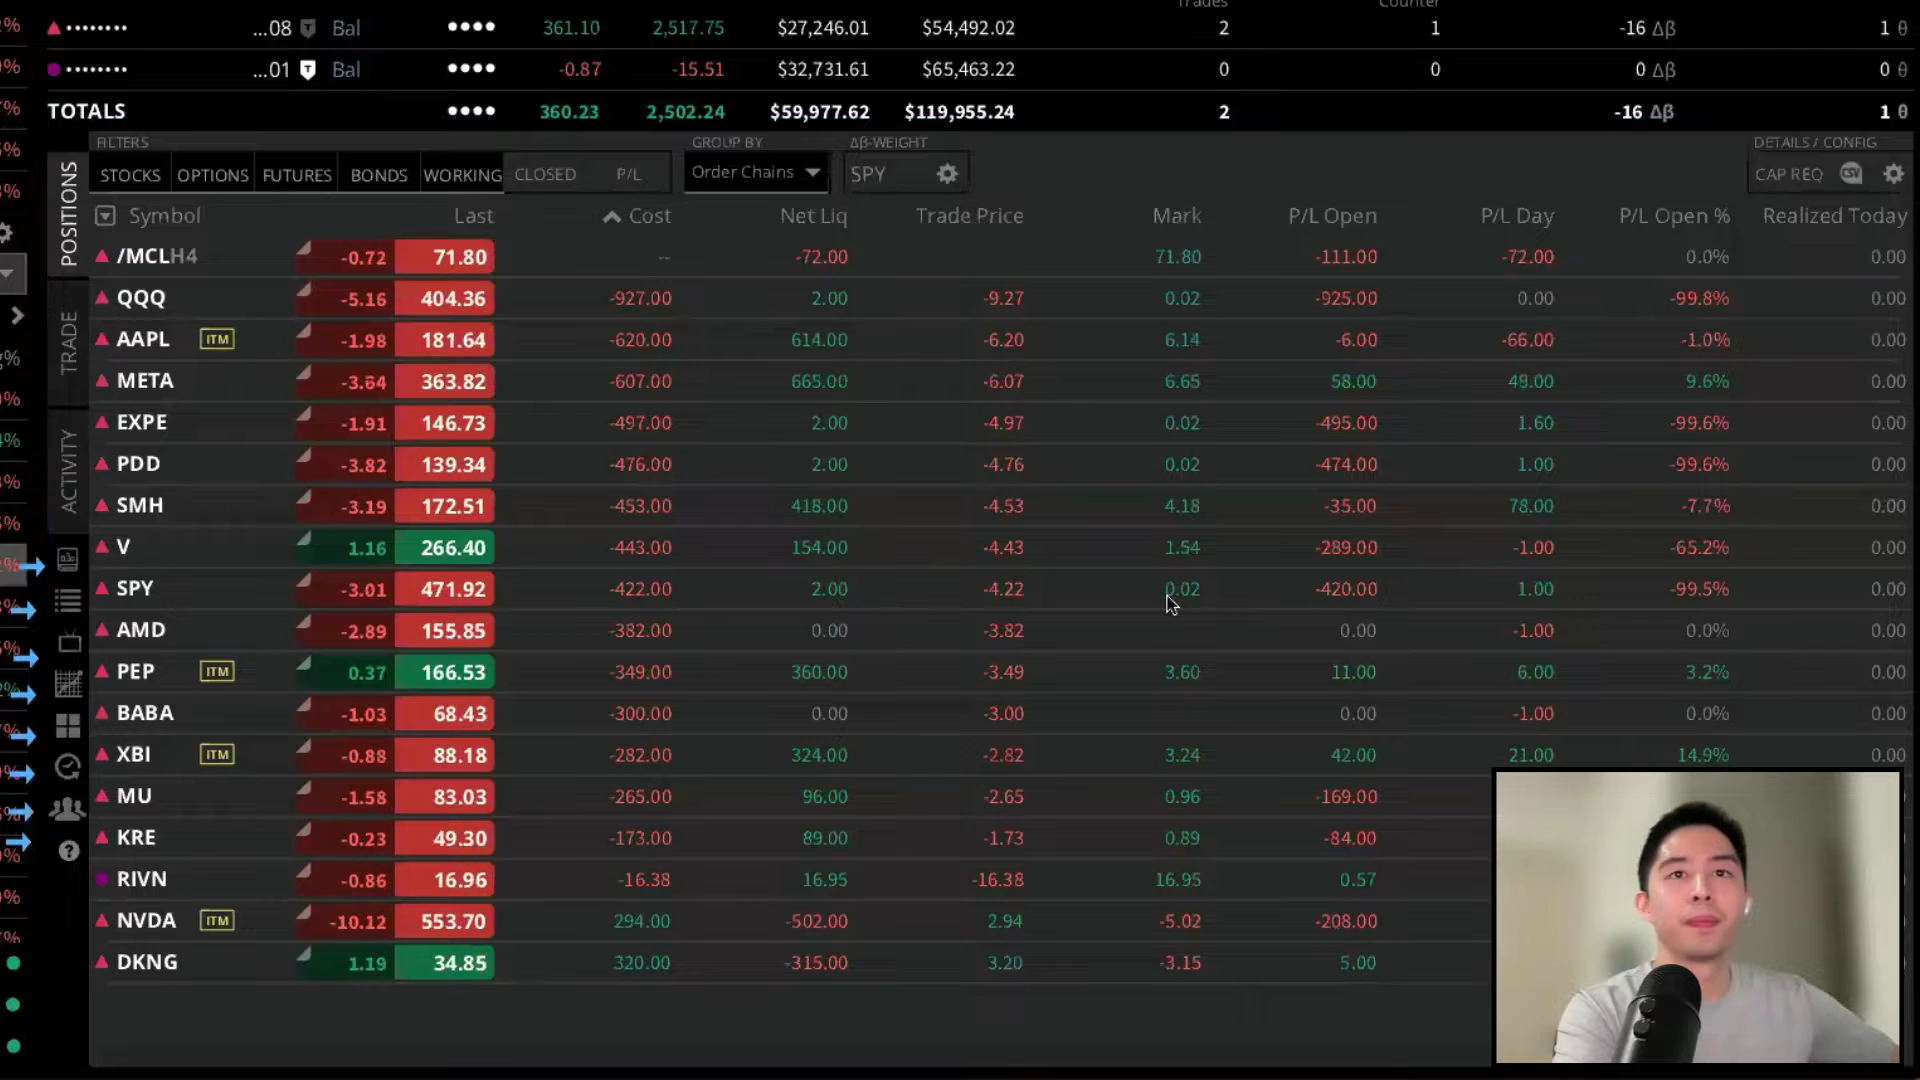 Trades Counter
•••••••• ...08 Bal •••• 361.10 2,517.75 $27,246.01 $54,492.02 2 1 -16 Δβ 1 θ
•••••••• ...01 Bal •••• -0.87 -15.51 $32,731.61 $65,463.22 0 0 0 Δβ 0 θ
TOTALS •••• 360.23 2,502.24 $59,977.62 $119,955.24 2 -16 Δβ 1 θ
FILTERS GROUP BY Δβ-WEIGHT DETAILS / CONFIG
STOCKS OPTIONS FUTURES BONDS WORKING CLOSED P/L Order Chains SPY CAP REQ CSV
POSITIONS
TRADE
ACTIVITY
Symbol Last Cost Net Liq Trade Price Mark P/L Open P/L Day P/L Open % Realized Today
/MCLH4 -0.72 71.80 -- -72.00 71.80 -111.00 -72.00 0.0% 0.00
QQQ -5.16 404.36 -927.00 2.00 -9.27 0.02 -925.00 0.00 -99.8% 0.00
AAPL ITM -1.98 181.64 -620.00 614.00 -6.20 6.14 -6.00 -66.00 -1.0% 0.00
META -3.64 363.82 -607.00 665.00 -6.07 6.65 58.00 49.00 9.6% 0.00
EXPE -1.91 146.73 -497.00 2.00 -4.97 0.02 -495.00 1.60 -99.6% 0.00
PDD -3.82 139.34 -476.00 2.00 -4.76 0.02 -474.00 1.00 -99.6% 0.00
SMH -3.19 172.51 -453.00 418.00 -4.53 4.18 -35.00 78.00 -7.7% 0.00
V 1.16 266.40 -443.00 154.00 -4.43 1.54 -289.00 -1.00 -65.2% 0.00
SPY -3.01 471.92 -422.00 2.00 -4.22 0.02 -420.00 1.00 -99.5% 0.00
AMD -2.89 155.85 -382.00 0.00 -3.82 0.00 -1.00 0.0% 0.00
PEP ITM 0.37 166.53 -349.00 360.00 -3.49 3.60 11.00 6.00 3.2% 0.00
BABA -1.03 68.43 -300.00 0.00 -3.00 0.00 -1.00 0.0% 0.00
XBI ITM -0.88 88.18 -282.00 324.00 -2.82 3.24 42.00 21.00 14.9% 0.00
MU -1.58 83.03 -265.00 96.00 -2.65 0.96 -169.00
KRE -0.23 49.30 -173.00 89.00 -1.73 0.89 -84.00
RIVN -0.86 16.96 -16.38 16.95 -16.38 16.95 0.57
NVDA ITM -10.12 553.70 294.00 -502.00 2.94 -5.02 -208.00
DKNG 1.19 34.85 320.00 -315.00 3.20 -3.15 5.00